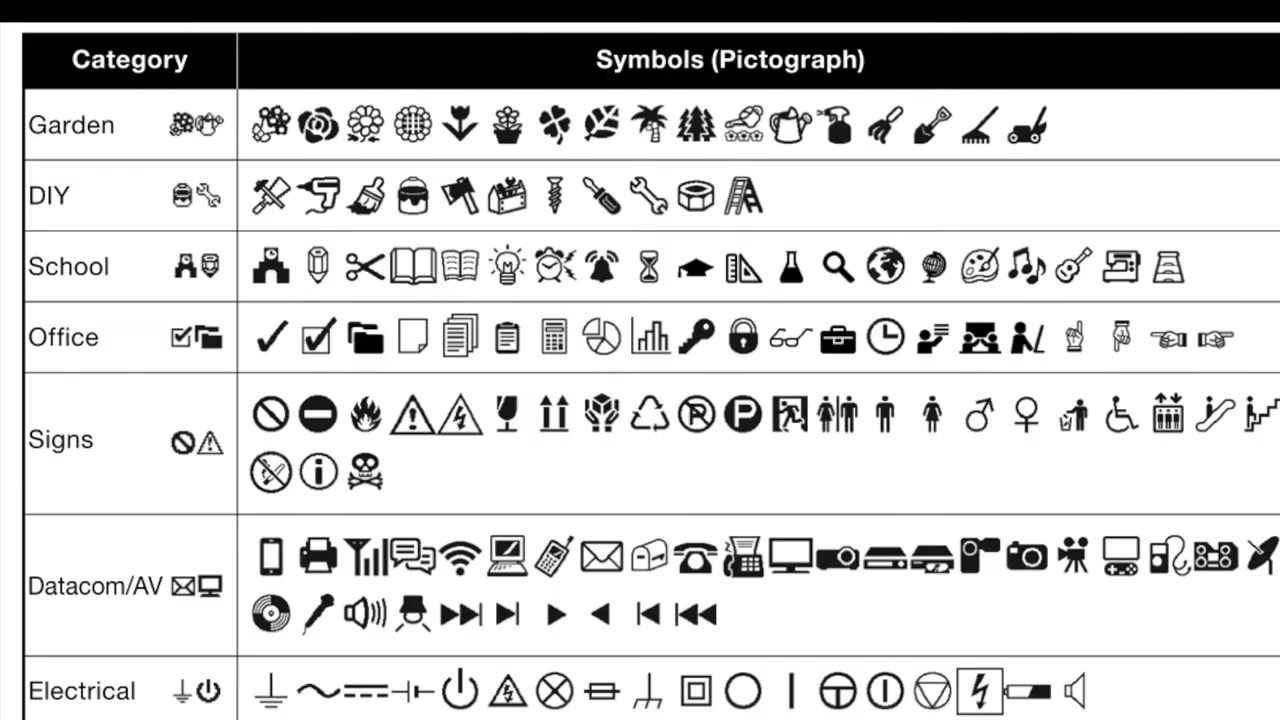 Category Symbols (Pictograph)
Garden
DIY
School
Office
Signs
Datacom/AV
Electrical